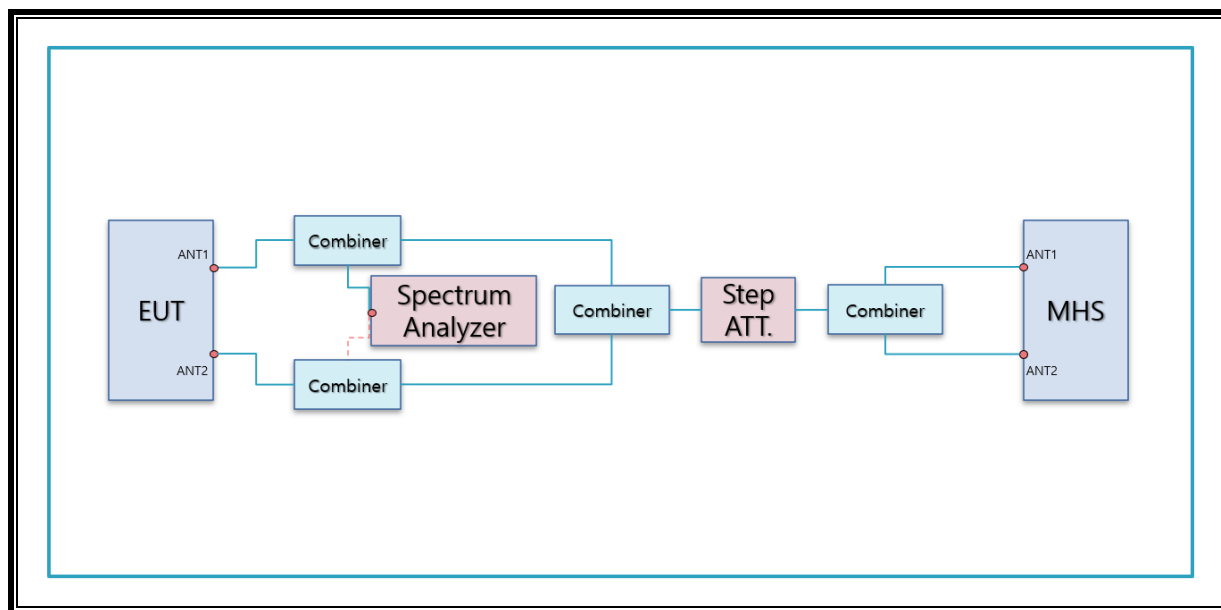 ANT1
EUT
ANT2
Combiner
Spectrum
Analyzer
Combiner
Combiner
Step
ATT.
Combiner
ANT1
MHS
ANT2